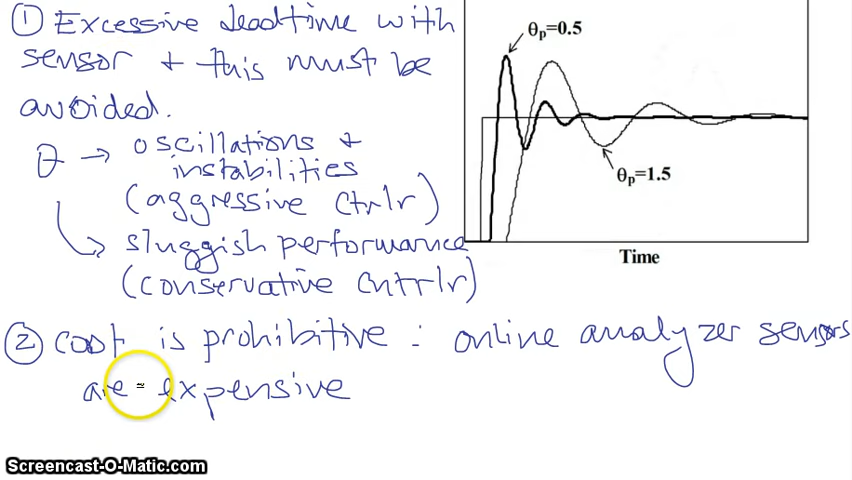 ① Excessive deadtime with
sensor + this must be
avoided.
θ → oscillations +
instabilities
(aggressive ctrlr)
→ sluggish performance
(conservative cntrlr)
② cost is prohibitive : online analyzer sensors
are expensive
θp=0.5
θp=1.5
Time
Screencast-O-Matic.com